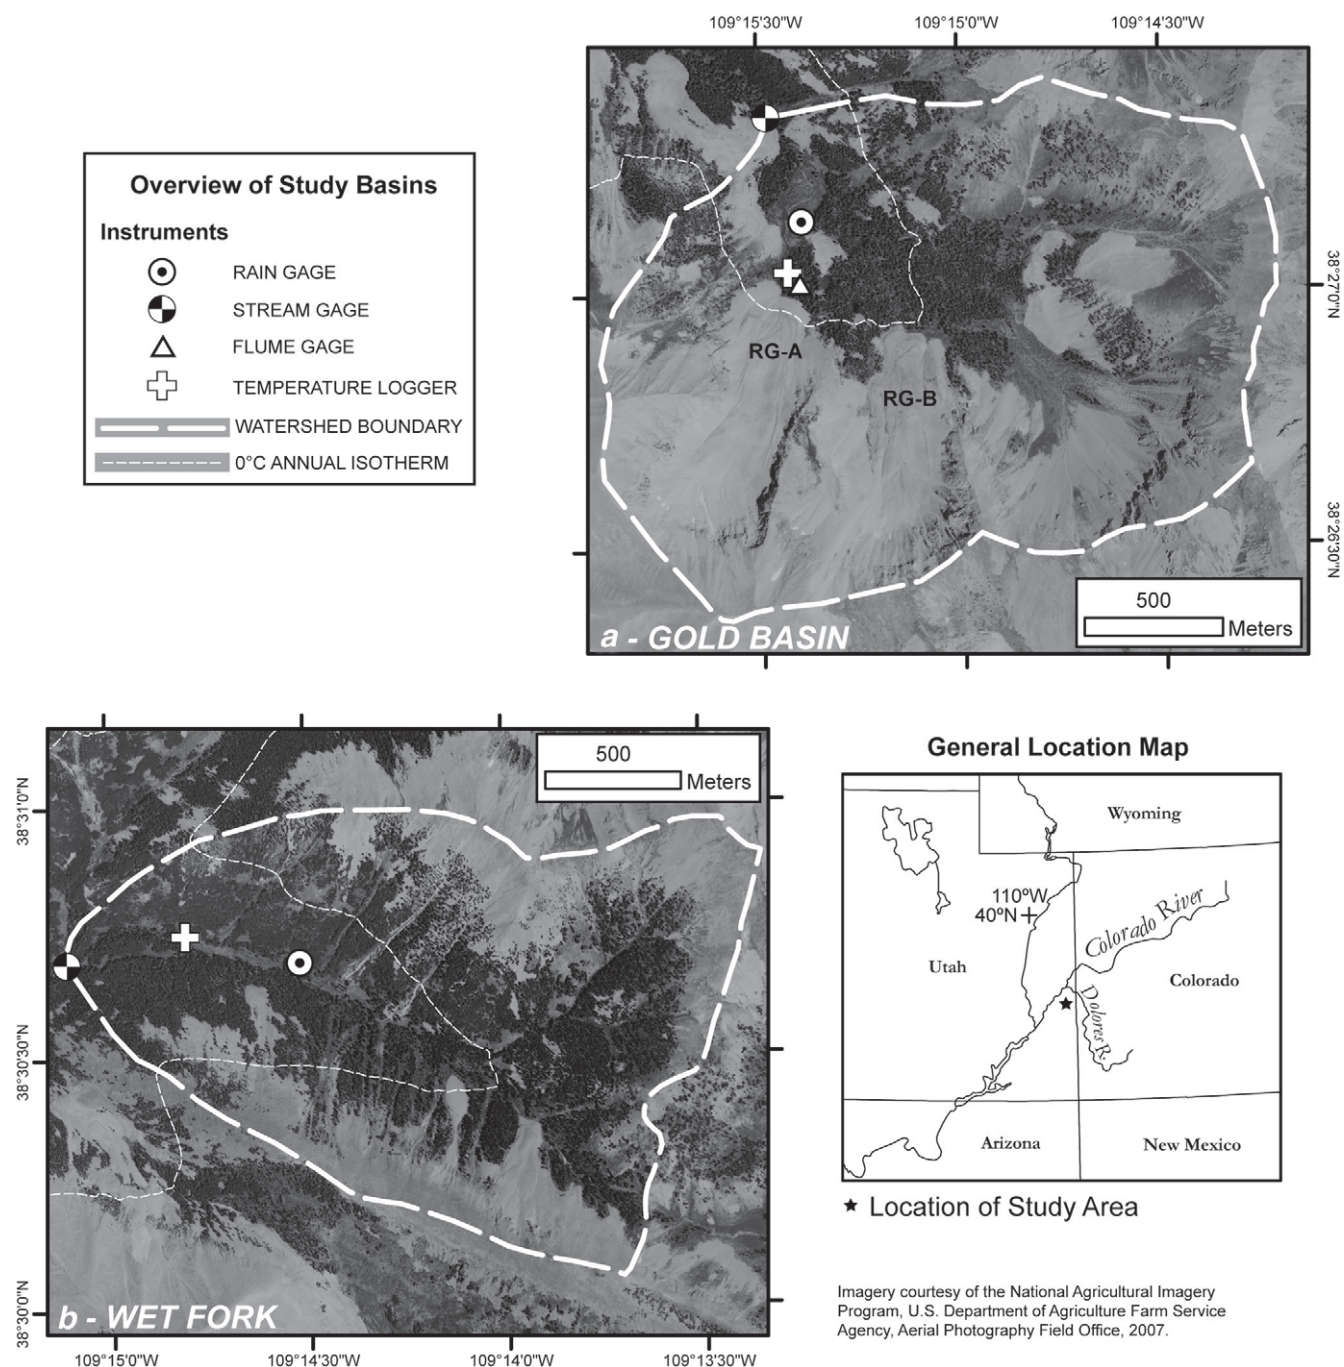 109°15'30"W 109°15'0"W 109°14'30"W
Overview of Study Basins
Instruments
RAIN GAGE
STREAM GAGE
FLUME GAGE
TEMPERATURE LOGGER
WATERSHED BOUNDARY
0°C ANNUAL ISOTHERM
RG-A
RG-B
38°27'0"N
38°26'30"N
500
Meters
a - GOLD BASIN
500
Meters
38°31'0"N
38°30'30"N
38°30'0"N
b - WET FORK
109°15'0"W 109°14'30"W 109°14'0"W 109°13'30"W
General Location Map
Wyoming
110°W
40°N
Colorado River
Utah
Colorado
Dolores R.
Arizona
New Mexico
Location of Study Area
Imagery courtesy of the National Agricultural Imagery
Program, U.S. Department of Agriculture Farm Service
Agency, Aerial Photography Field Office, 2007.